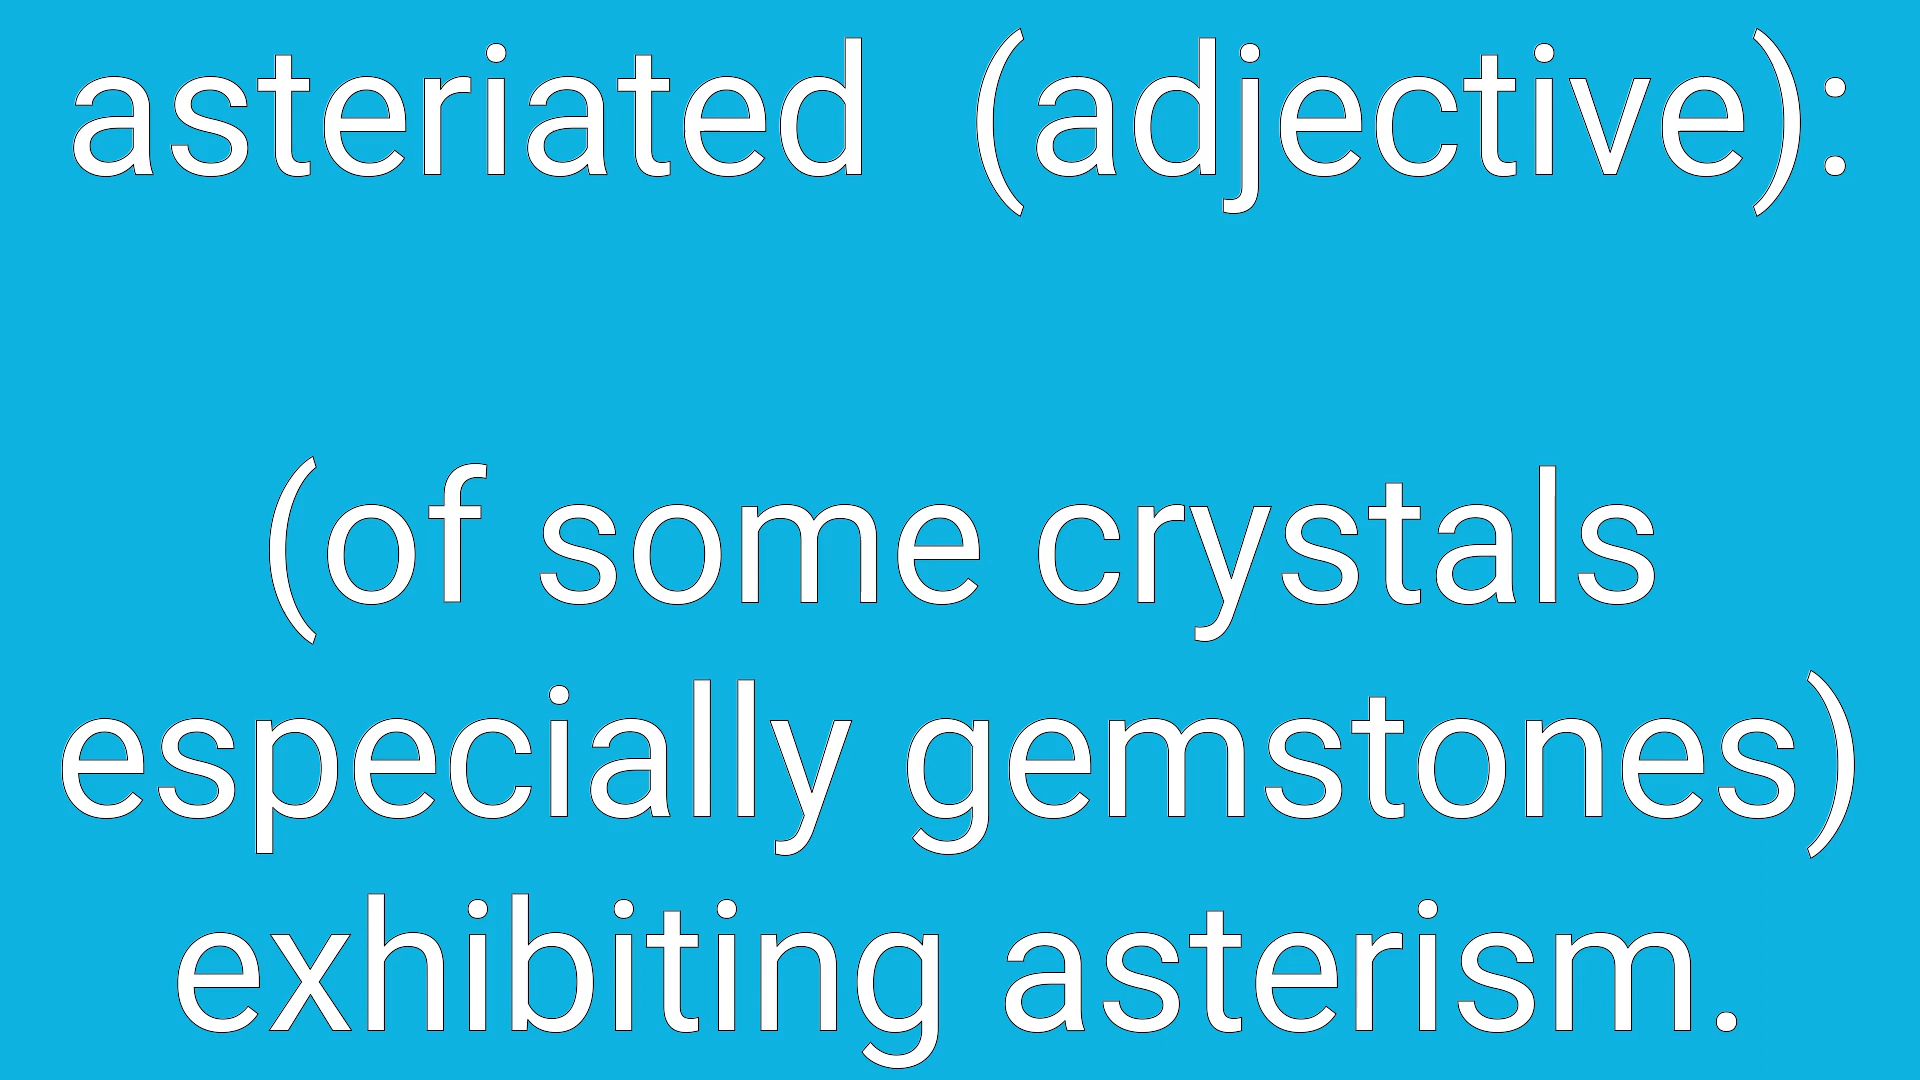 asteriated  (adjective):
(of some crystals
especially gemstones)
exhibiting asterism.